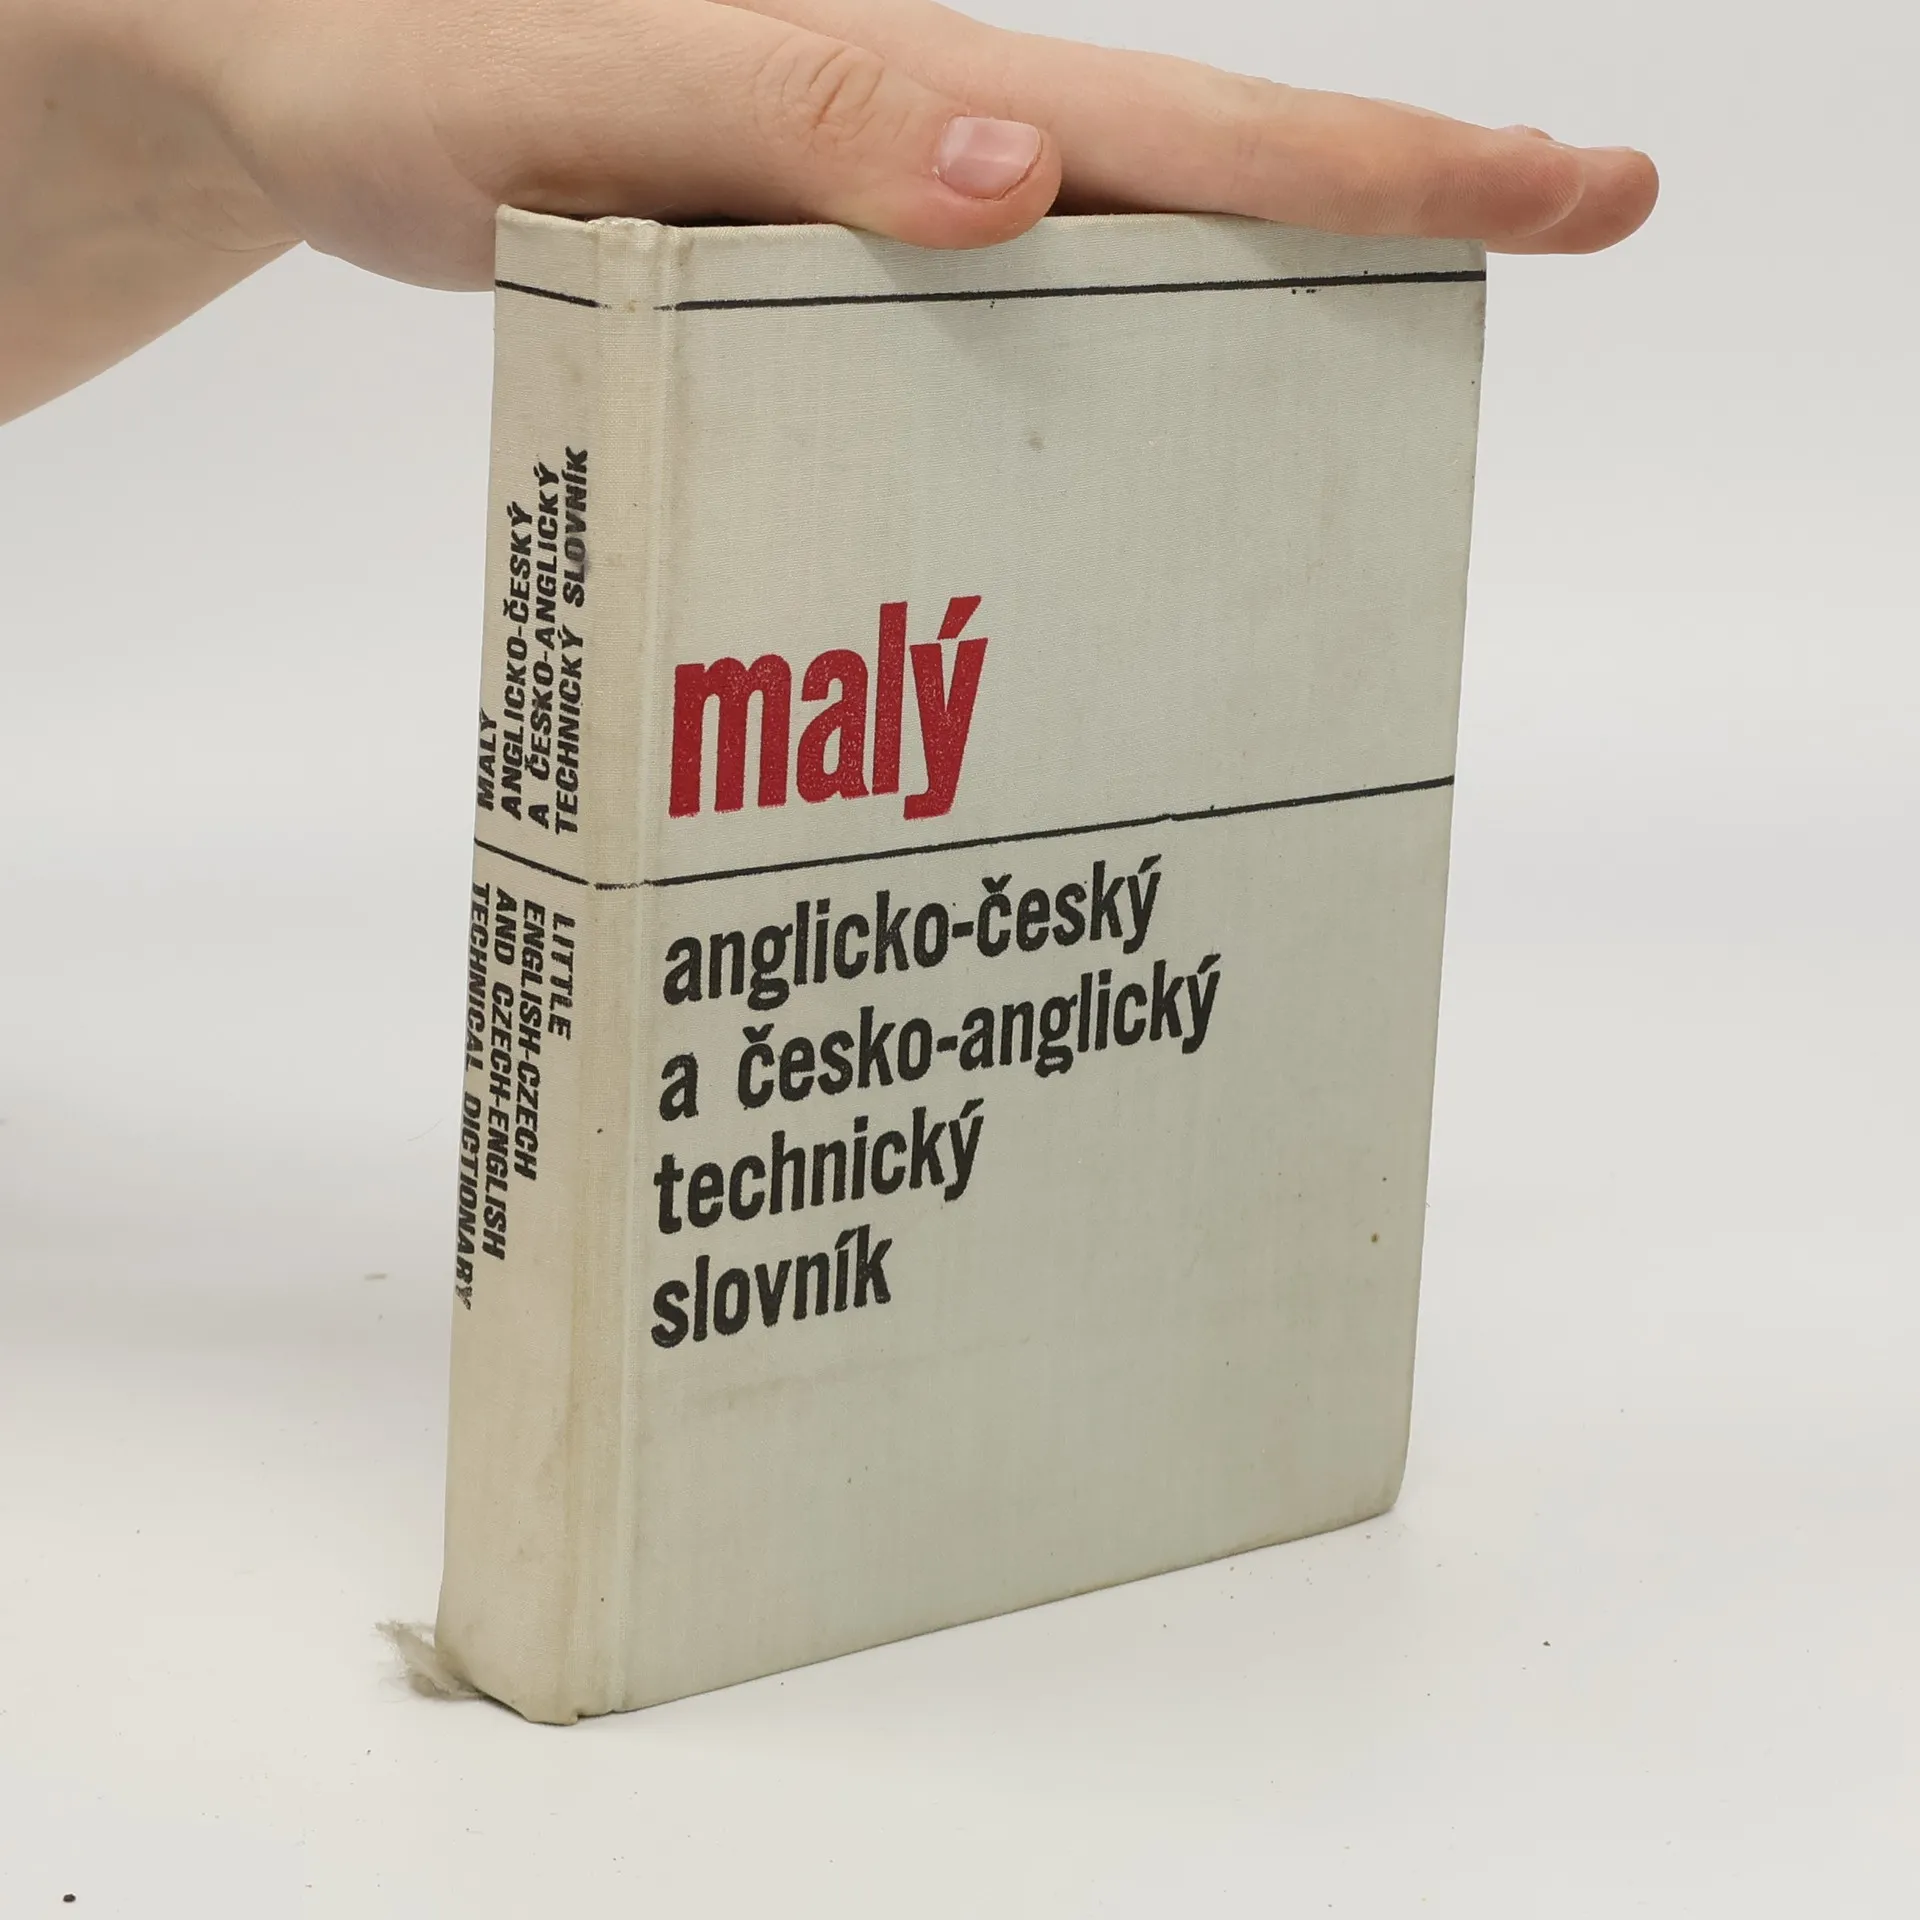 MALÝ
ANGLICKO-ČESKÝ
A ČESKO-ANGLICKÝ
TECHNICKÝ SLOVNÍK
LITTLE
ENGLISH-CZECH
AND CZECH-ENGLISH
TECHNICAL DICTIONARY
malý
anglicko-český
a česko-anglický
technický
slovník